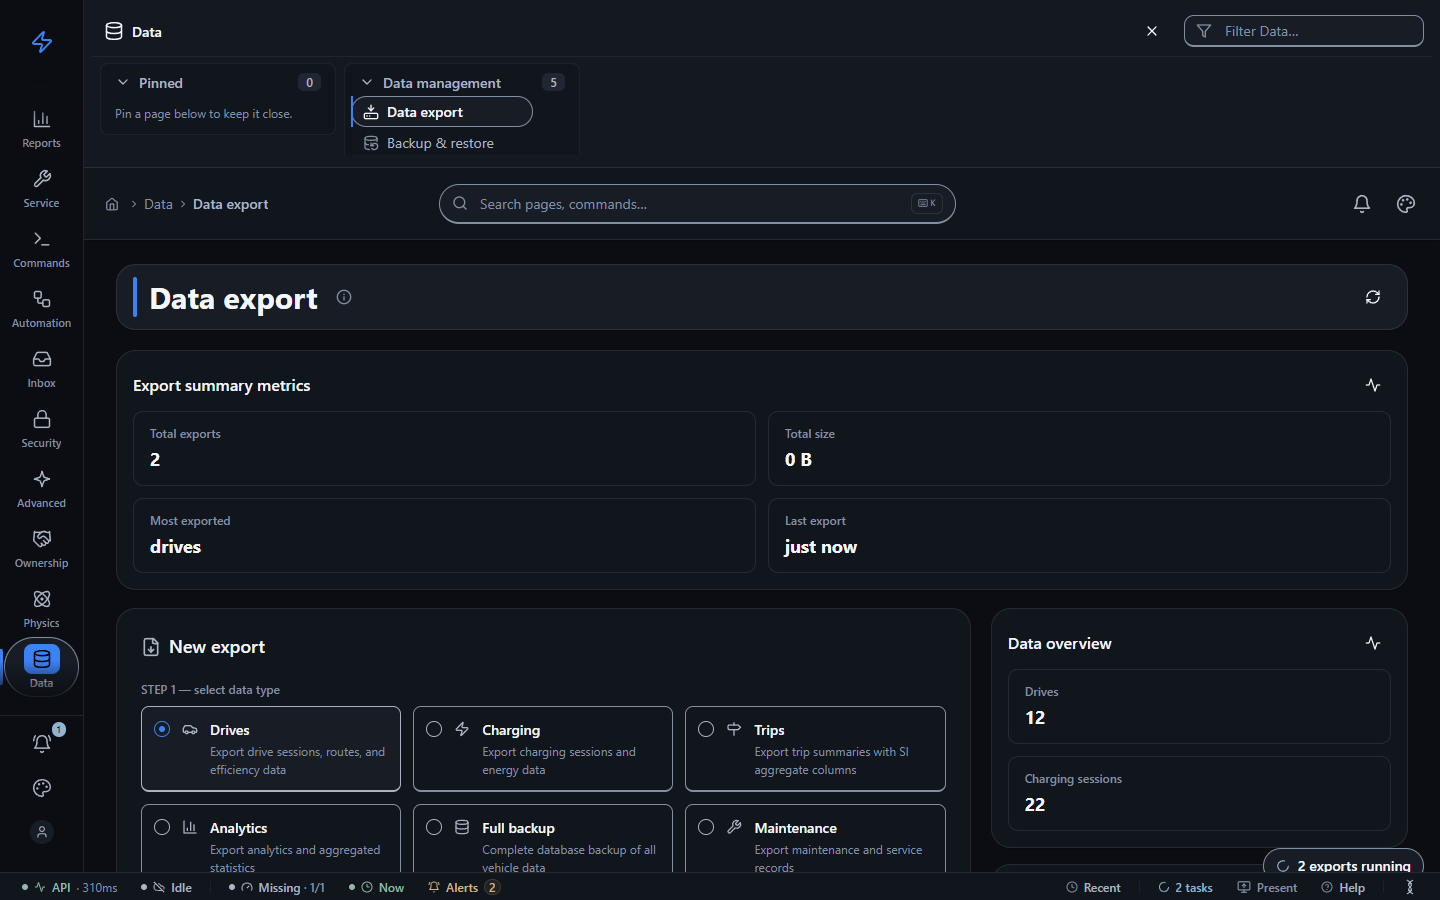 Data
Filter Data...
Pinned
0
Pin a page below to keep it close.
Data management
5
Data export
Backup & restore
Reports
Service
Commands
Automation
Inbox
Security
Advanced
Ownership
Physics
Data
1
Data
Data export
Search pages, commands...
K
Data export
Export summary metrics
Total exports
2
Total size
0 B
Most exported
drives
Last export
just now
New export
STEP 1 — select data type
Drives
Export drive sessions, routes, and
efficiency data
Charging
Export charging sessions and
energy data
Trips
Export trip summaries with SI
aggregate columns
Analytics
Export analytics and aggregated
statistics
Full backup
Complete database backup of all
vehicle data
Maintenance
Export maintenance and service
records
Data overview
Drives
12
Charging sessions
22
2 exports running
API · 310ms
Idle
Missing · 1/1
Now
Alerts 2
Recent
2 tasks
Present
Help